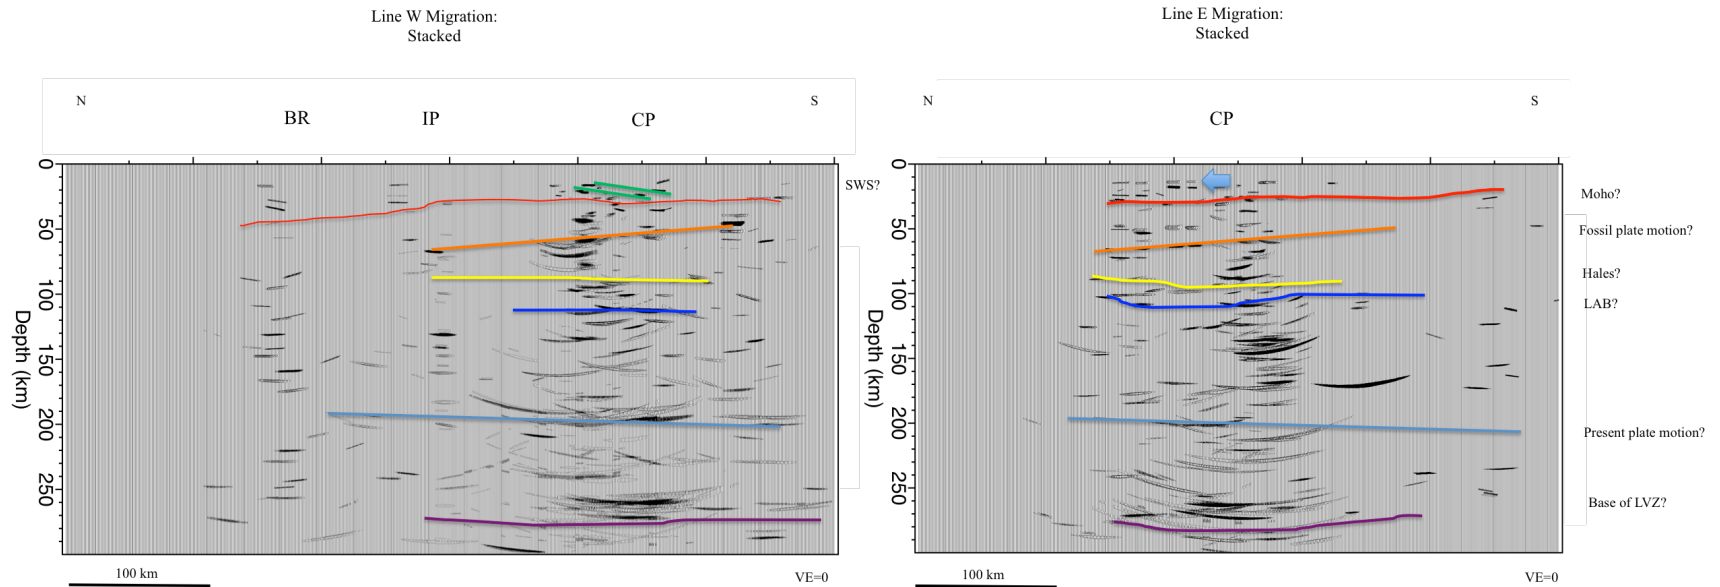 Line W Migration:
Stacked
N
S
BR
IP
CP
0
50
100
150
200
250
Depth (km)
SWS?
100 km
VE=0
Line E Migration:
Stacked
N
S
CP
0
50
100
150
200
250
Depth (km)
Moho?
Fossil plate motion?
Hales?
LAB?
Present plate motion?
Base of LVZ?
100 km
VE=0